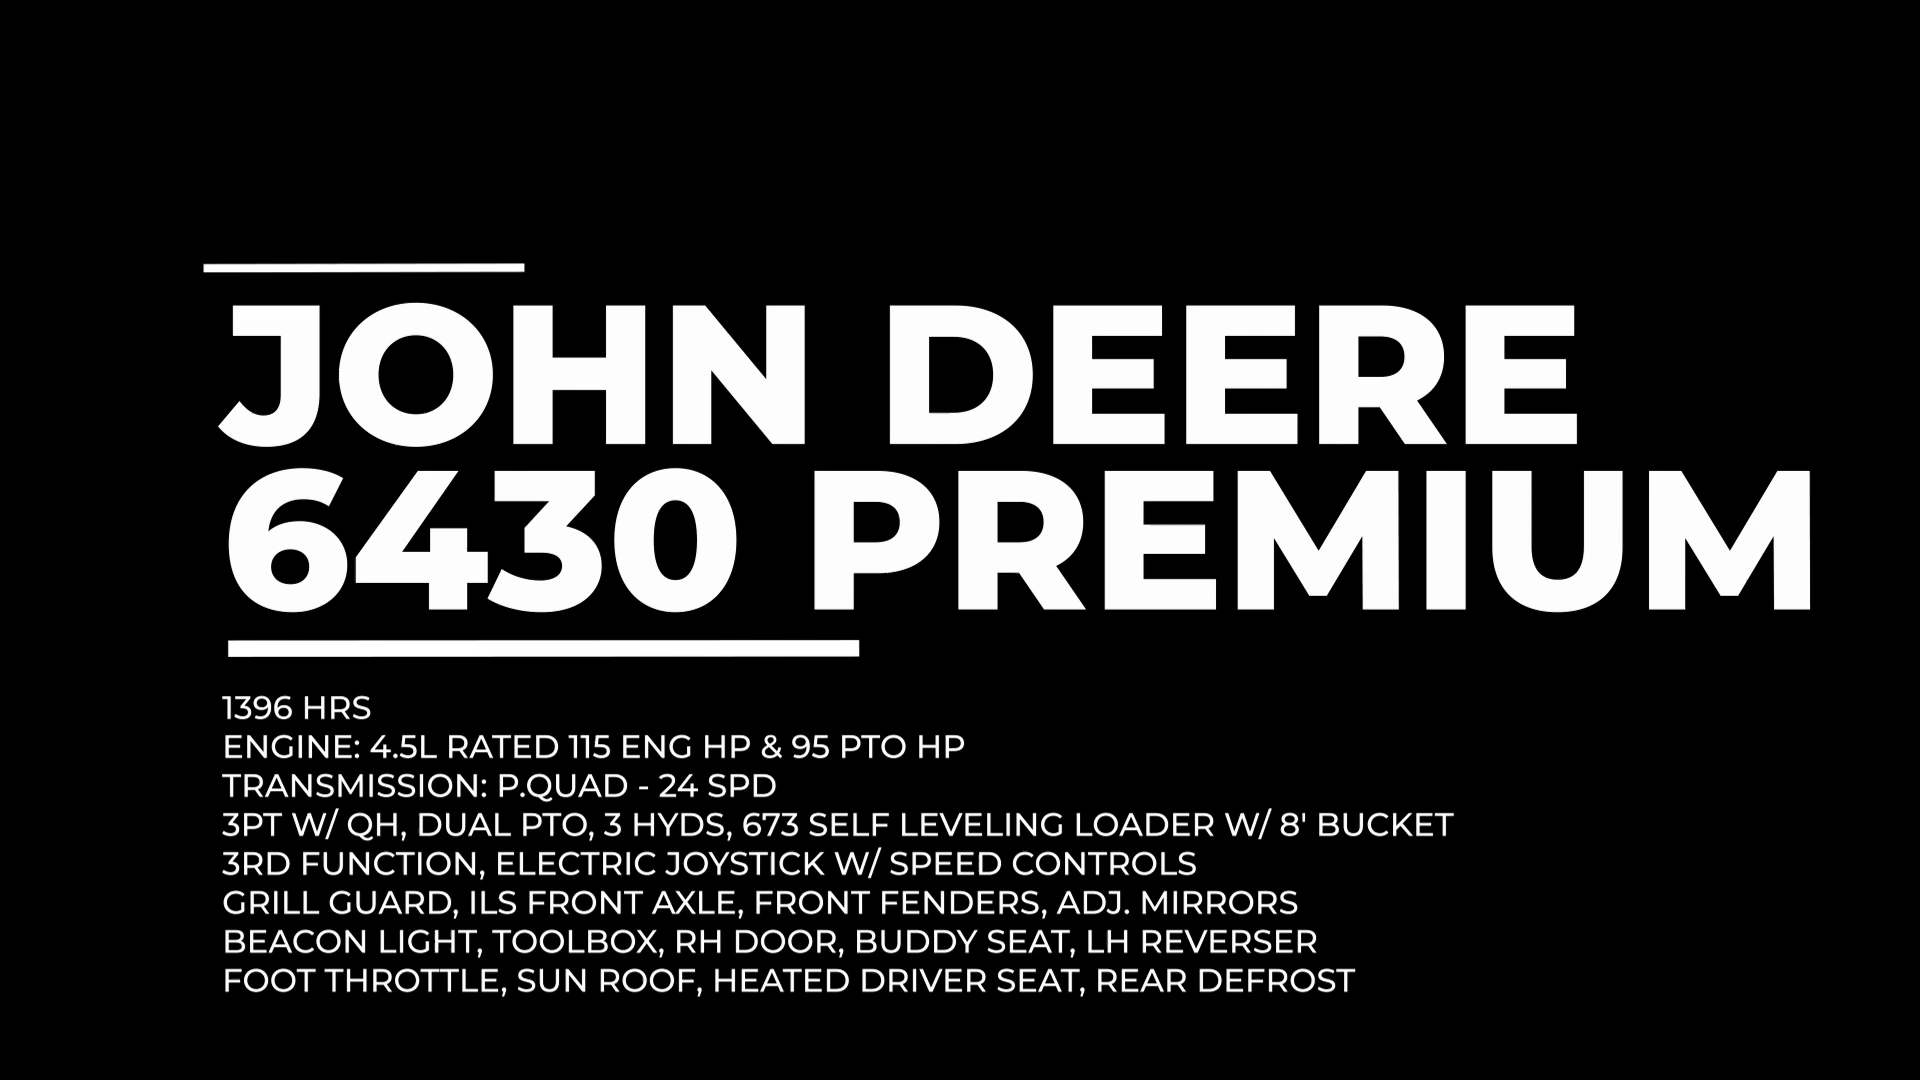 JOHN DEERE
6430 PREMIUM
1396 HRS
ENGINE: 4.5L RATED 115 ENG HP & 95 PTO HP
TRANSMISSION: P.QUAD - 24 SPD
3PT W/ QH, DUAL PTO, 3 HYDS, 673 SELF LEVELING LOADER W/ 8' BUCKET
3RD FUNCTION, ELECTRIC JOYSTICK W/ SPEED CONTROLS
GRILL GUARD, ILS FRONT AXLE, FRONT FENDERS, ADJ. MIRRORS
BEACON LIGHT, TOOLBOX, RH DOOR, BUDDY SEAT, LH REVERSER
FOOT THROTTLE, SUN ROOF, HEATED DRIVER SEAT, REAR DEFROST